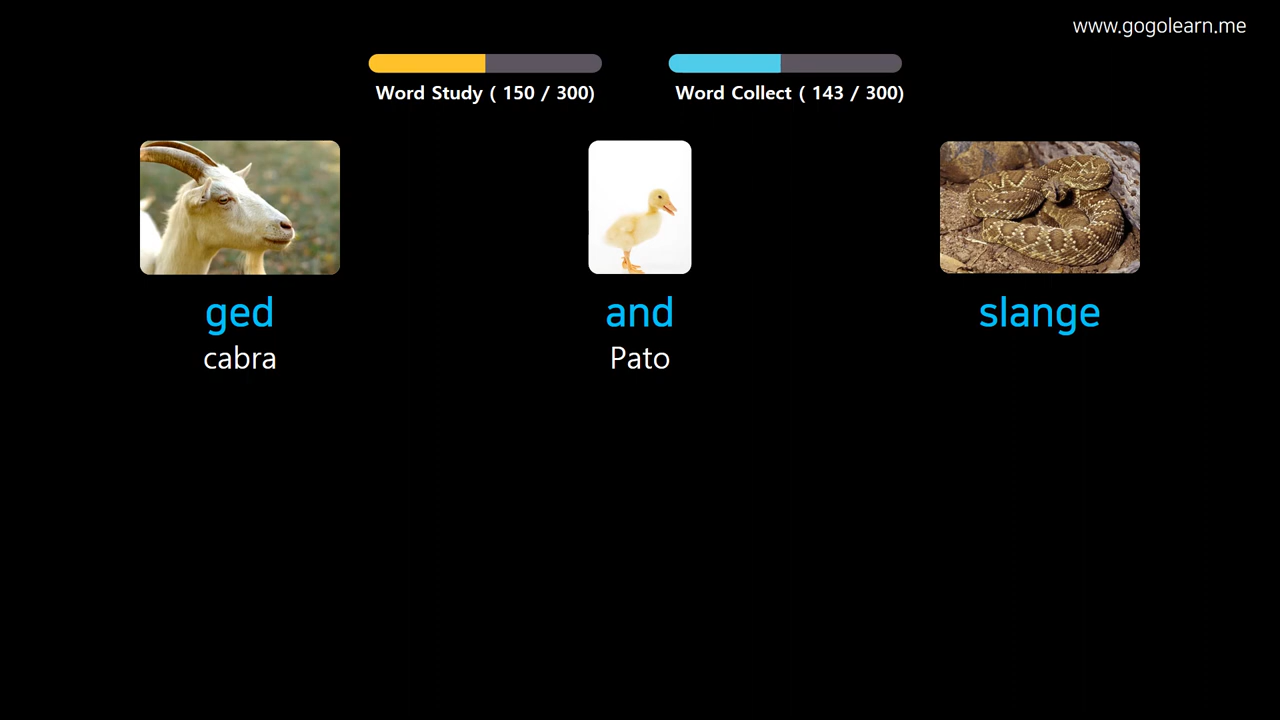 www.gogolearn.me
Word Study ( 150 / 300)
Word Collect ( 143 / 300)
ged
and
slange
cabra
Pato